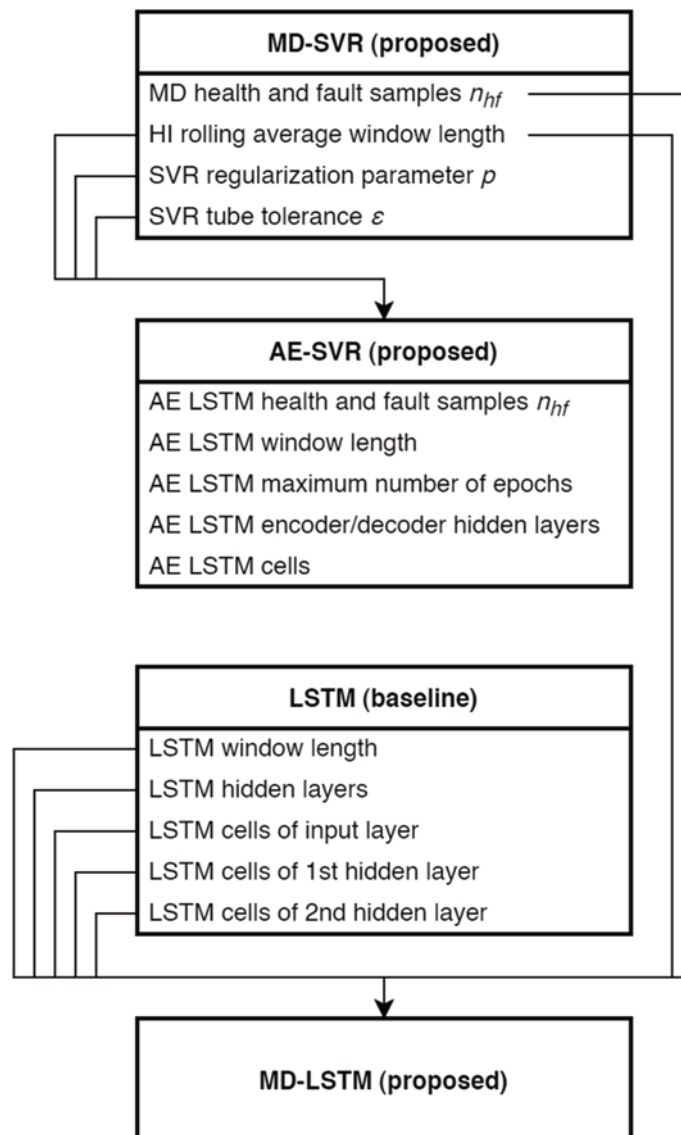 MD-SVR (proposed)
MD health and fault samples n_hf
HI rolling average window length
SVR regularization parameter p
SVR tube tolerance ε
AE-SVR (proposed)
AE LSTM health and fault samples n_hf
AE LSTM window length
AE LSTM maximum number of epochs
AE LSTM encoder/decoder hidden layers
AE LSTM cells
LSTM (baseline)
LSTM window length
LSTM hidden layers
LSTM cells of input layer
LSTM cells of 1st hidden layer
LSTM cells of 2nd hidden layer
MD-LSTM (proposed)